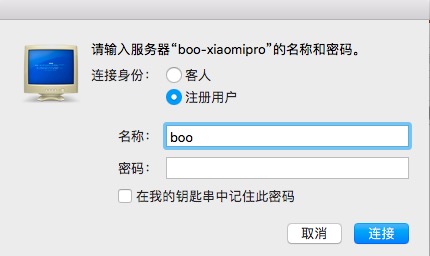 请输入服务器“boo-xiaomipro”的名称和密码。
连接身份： 客人
注册用户
名称： boo
密码：
在我的钥匙串中记住此密码
取消 连接